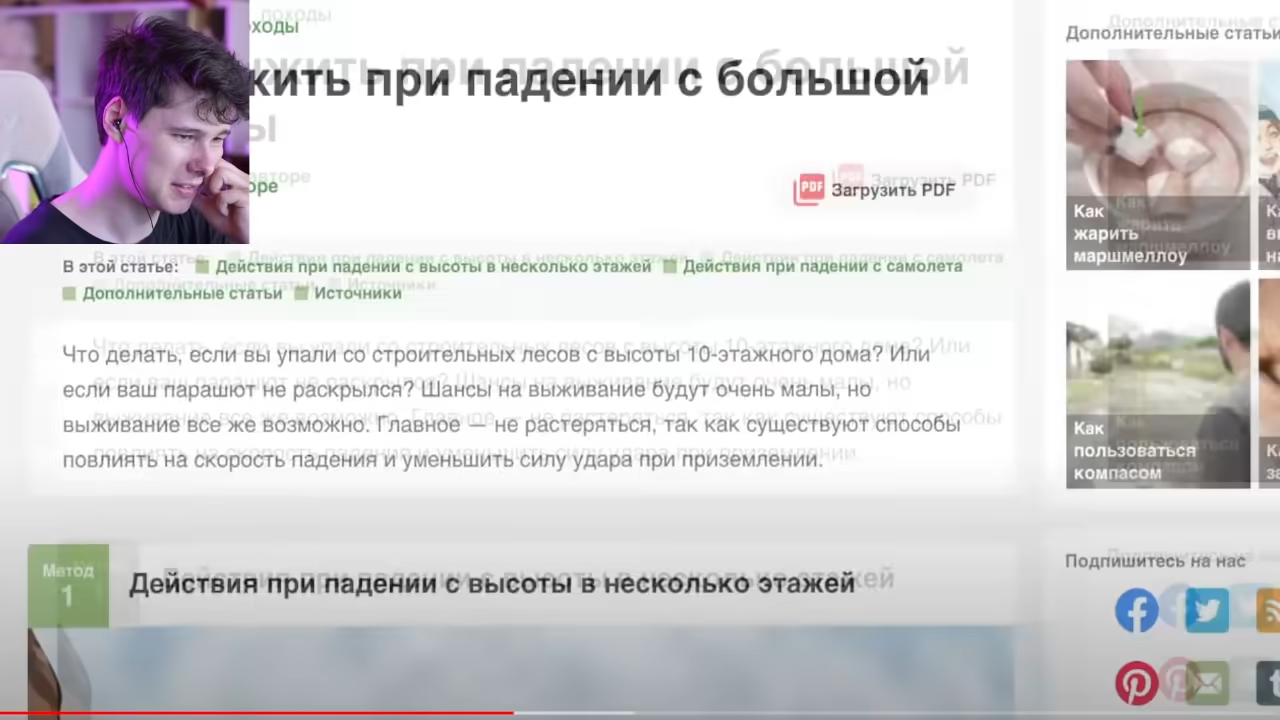 ходы
жить при падении с большой
ы
оре
Загрузить PDF
PDF
В этой статье: Действия при падении с высоты в несколько этажей Действия при падении с самолета
Дополнительные статьи Источники
Что делать, если вы упали со строительных лесов с высоты 10-этажного дома? Или
если ваш парашют не раскрылся? Шансы на выживание будут очень малы, но
выживание все же возможно. Главное — не растеряться, так как существуют способы
повлиять на скорость падения и уменьшить силу удара при приземлении.
Метод
1
Действия при падении с высоты в несколько этажей
Дополнительные статьи
Как
жарить
маршмеллоу
Как
пользоваться
компасом
Подпишитесь на нас